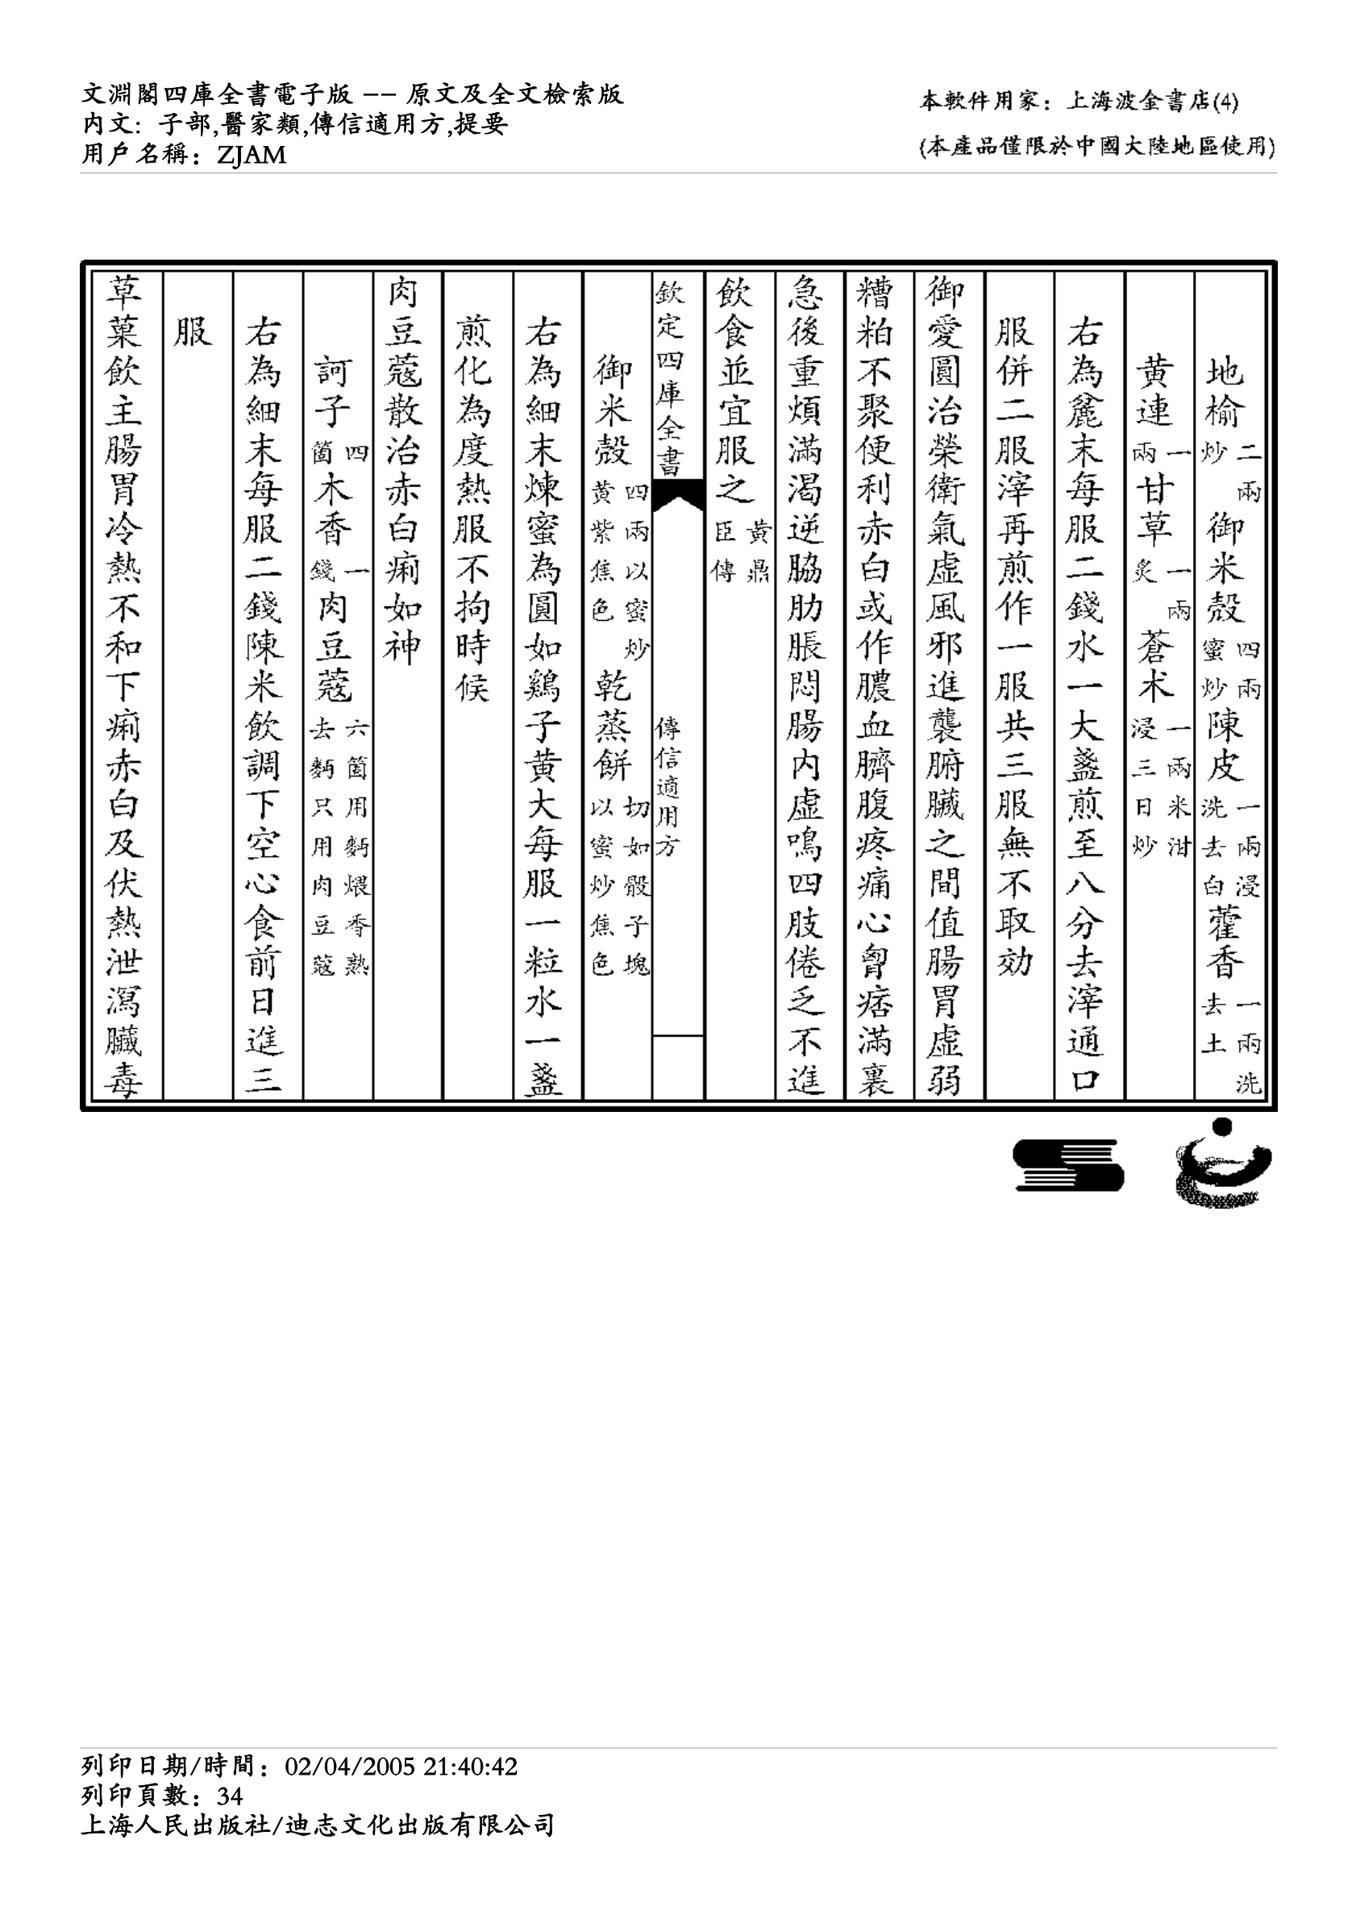 文淵閣四庫全書電子版 -- 原文及全文檢索版
內文: 子部,醫家類,傳信適用方,提要
用戶名稱: ZJAM
本軟件用家: 上海波金書店(4)
(本產品僅限於中國大陸地區使用)
地榆二兩炒御米殼四兩蜜炒陳皮一兩浸洗去白藿香一兩洗去土
黄連一兩甘草一兩炙蒼术一兩米泔浸三日炒
右為麄末每服二錢水一大盞煎至八分去滓通口
服併二服滓再煎作一服共三服無不取効
御愛圓治榮衛氣虛風邪進襲腑臟之間值腸胃虛弱
糟粕不聚便利赤白或作膿血臍腹疼痛心胷痞滿裏
急後重煩滿渴逆脇肋脹悶腸内虛鳴四肢倦乏不進
飲食並宜服之黄鼎臣傳
欽定四庫全書 傳信適用方
御米殼四兩以蜜炒黄紫焦色乾蒸餅切如骰子塊以蜜炒焦色
右為細末煉蜜為圓如鷄子黄大每服一粒水一盞
煎化為度熱服不拘時候
肉豆蔻散治赤白痢如神
訶子四箇木香一錢肉豆蔻六箇用麪煨香熟去麪只用肉豆蔻
右為細末每服二錢陳米飲調下空心食前日進三
服
草菓飲主腸胃冷熱不和下痢赤白及伏熱泄瀉臟毒
列印日期/時間: 02/04/2005 21:40:42
列印頁數: 34
上海人民出版社/迪志文化出版有限公司